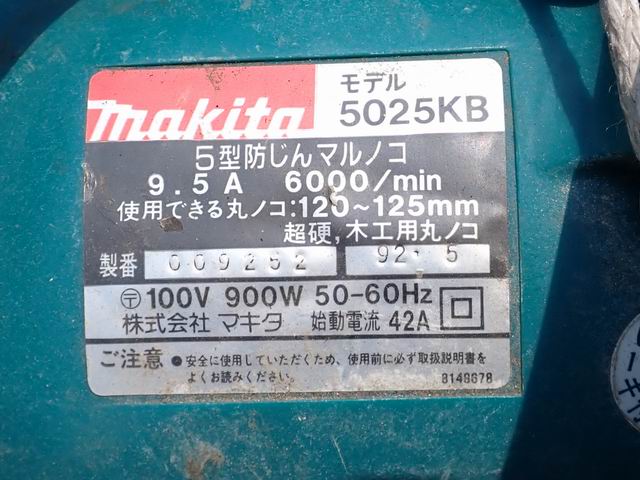 makita
モデル
5025KB
5型防じんマルノコ
9.5A 6000/min
使用できる丸ノコ:120~125mm
超硬,木工用丸ノコ
製番 009262 92・5
〒 100V 900W 50-60Hz
株式会社 マキタ 始動電流 42A
ご注意 ●安全に使用していただくため、使用前に必ず取扱説明書を
よくお読みください。
8148678